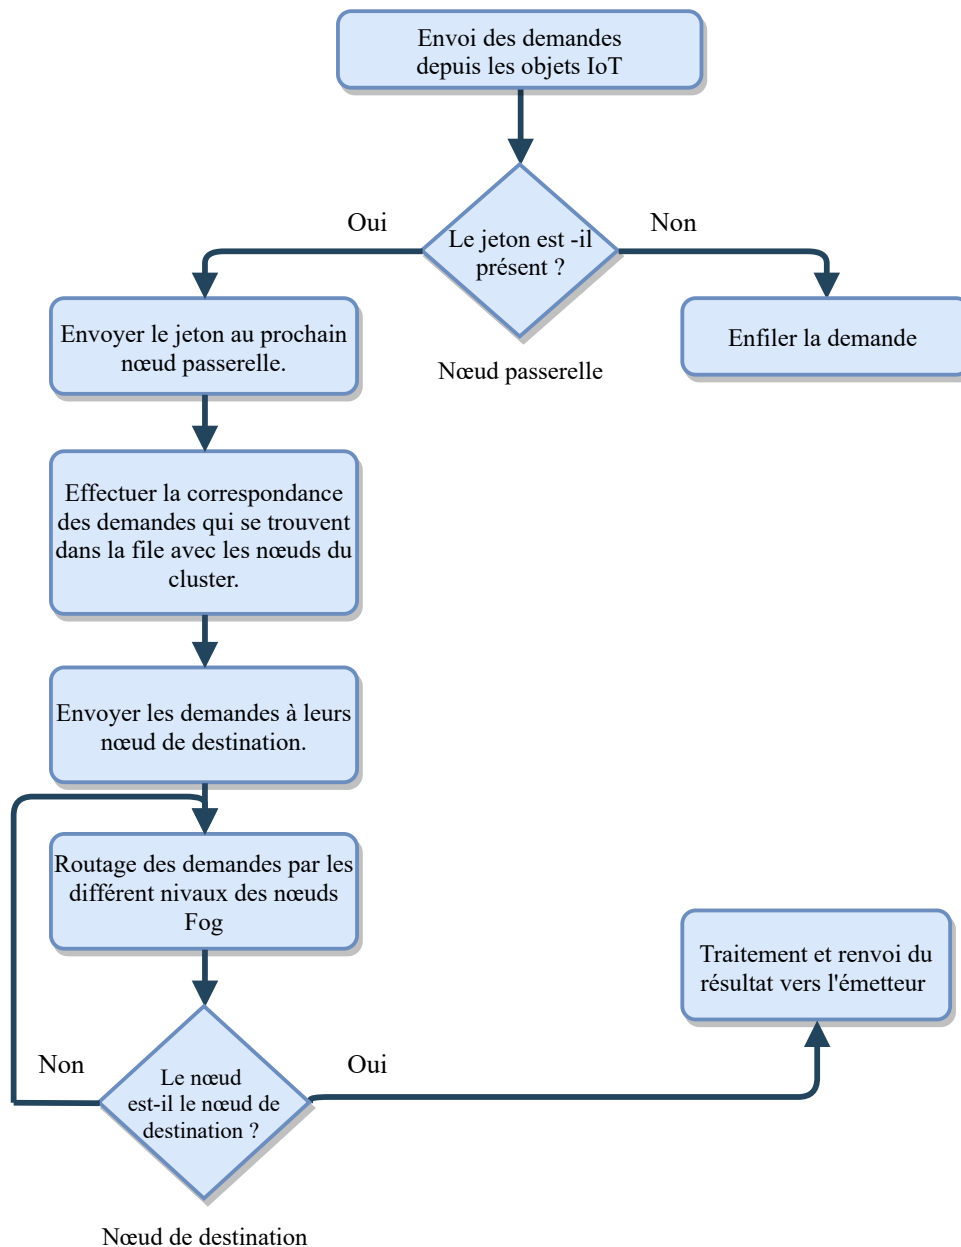 Envoi des demandes
depuis les objets IoT
Oui
Non
Le jeton est -il
présent ?
Envoyer le jeton au prochain
nœud passerelle.
Nœud passerelle
Enfiler la demande
Effectuer la correspondance
des demandes qui se trouvent
dans la file avec les nœuds du
cluster.
Envoyer les demandes à leurs
nœud de destination.
Routage des demandes par les
différent nivaux des nœuds
Fog
Traitement et renvoi du
résultat vers l'émetteur
Non
Oui
Le nœud
est-il le nœud de
destination ?
Nœud de destination